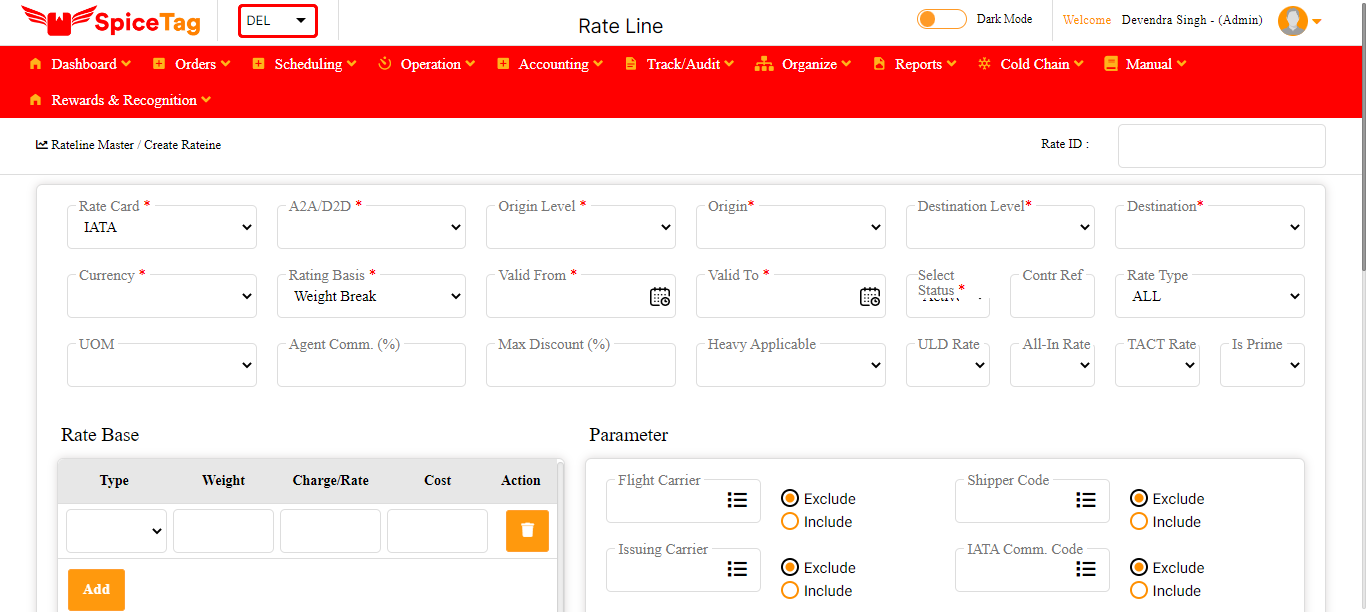 SpiceTag
DEL
Rate Line
Dark Mode
Welcome Devendra Singh - (Admin)
Dashboard Orders Scheduling Operation Accounting Track/Audit Organize Reports Cold Chain Manual
Rewards & Recognition
Rateline Master / Create Rateine
Rate ID :
Rate Card * A2A/D2D * Origin Level * Origin* Destination Level* Destination*
IATA
Currency * Rating Basis * Valid From * Valid To * Select Status * Contr Ref Rate Type
Weight Break ALL
UOM Agent Comm. (%) Max Discount (%) Heavy Applicable ULD Rate All-In Rate TACT Rate Is Prime
Rate Base
Type Weight Charge/Rate Cost Action
Add
Parameter
Flight Carrier
Exclude
Include
Shipper Code
Exclude
Include
Issuing Carrier
Exclude
Include
IATA Comm. Code
Exclude
Include